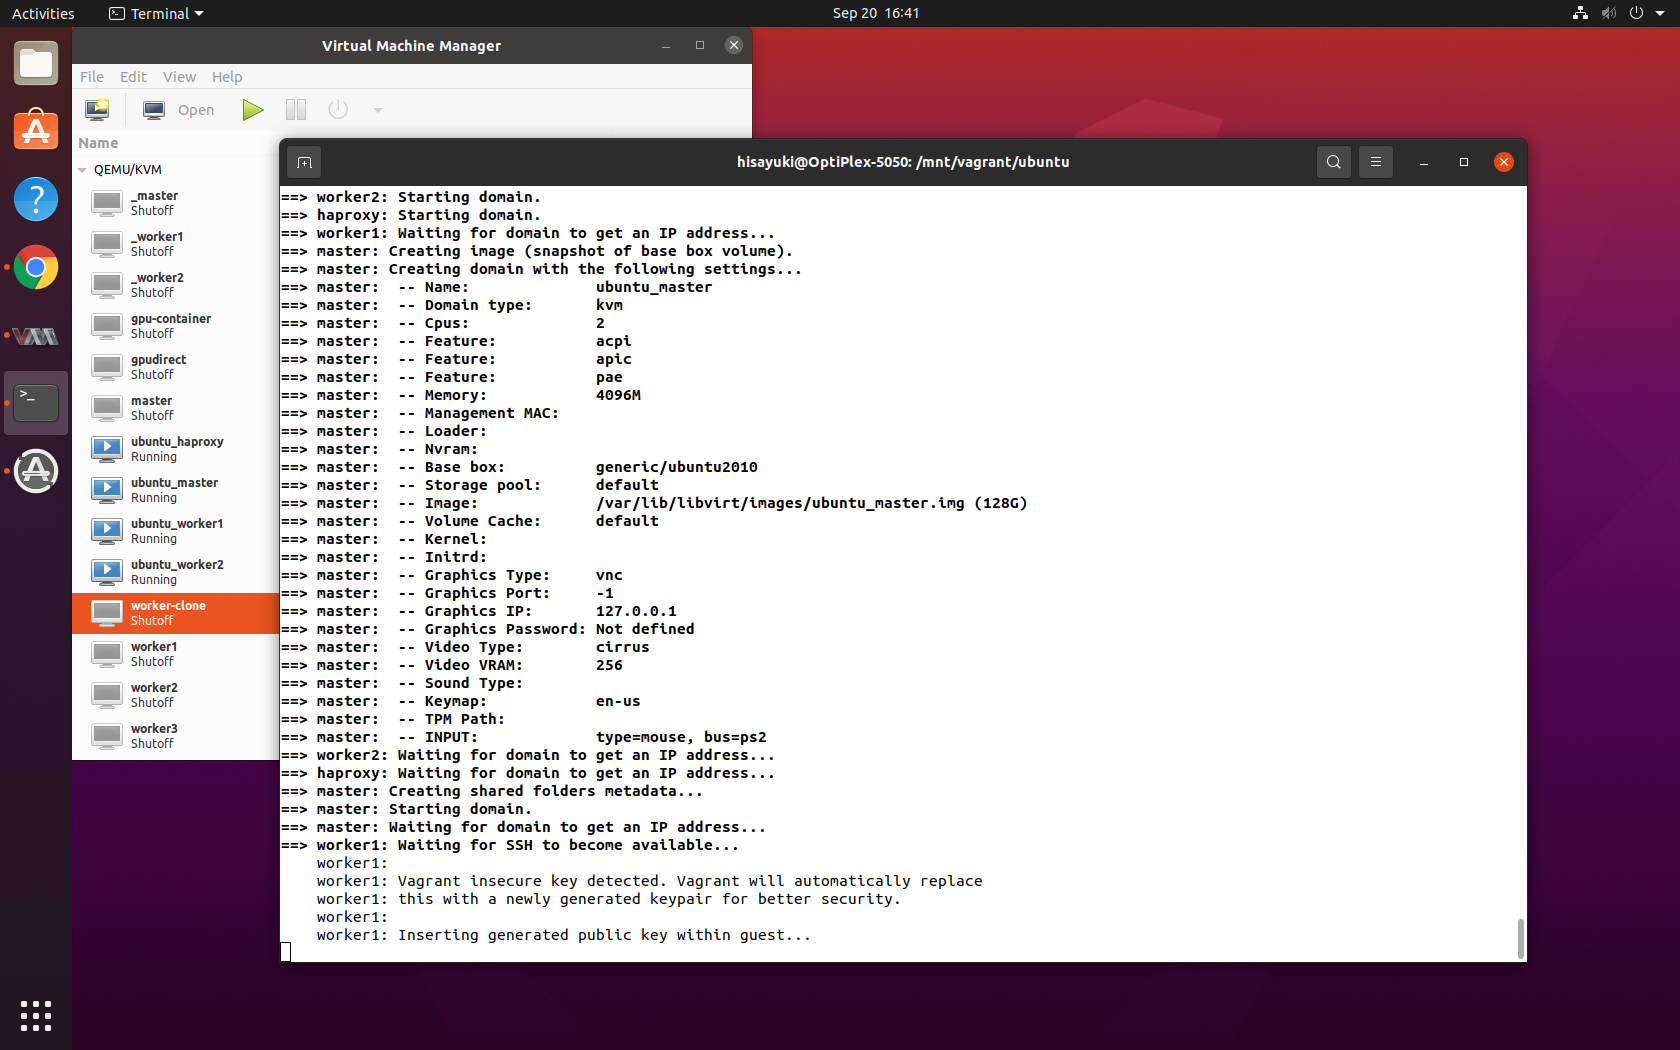 Activities
Terminal
Sep 20 16:41
Virtual Machine Manager
File Edit View Help
Open
Name
QEMU/KVM
_master
Shutoff
_worker1
Shutoff
_worker2
Shutoff
gpu-container
Shutoff
gpudirect
Shutoff
master
Shutoff
ubuntu_haproxy
Running
ubuntu_master
Running
ubuntu_worker1
Running
ubuntu_worker2
Running
worker-clone
Shutoff
worker1
Shutoff
worker2
Shutoff
worker3
Shutoff
hisayuki@OptiPlex-5050: /mnt/vagrant/ubuntu
==> worker2: Starting domain.
==> haproxy: Starting domain.
==> worker1: Waiting for domain to get an IP address...
==> master: Creating image (snapshot of base box volume).
==> master: Creating domain with the following settings...
==> master:  -- Name:              ubuntu_master
==> master:  -- Domain type:       kvm
==> master:  -- Cpus:              2
==> master:  -- Feature:           acpi
==> master:  -- Feature:           apic
==> master:  -- Feature:           pae
==> master:  -- Memory:            4096M
==> master:  -- Management MAC:
==> master:  -- Loader:
==> master:  -- Nvram:
==> master:  -- Base box:          generic/ubuntu2010
==> master:  -- Storage pool:      default
==> master:  -- Image:             /var/lib/libvirt/images/ubuntu_master.img (128G)
==> master:  -- Volume Cache:      default
==> master:  -- Kernel:
==> master:  -- Initrd:
==> master:  -- Graphics Type:     vnc
==> master:  -- Graphics Port:     -1
==> master:  -- Graphics IP:       127.0.0.1
==> master:  -- Graphics Password: Not defined
==> master:  -- Video Type:        cirrus
==> master:  -- Video VRAM:        256
==> master:  -- Sound Type:
==> master:  -- Keymap:            en-us
==> master:  -- TPM Path:
==> master:  -- INPUT:             type=mouse, bus=ps2
==> worker2: Waiting for domain to get an IP address...
==> haproxy: Waiting for domain to get an IP address...
==> master: Creating shared folders metadata...
==> master: Starting domain.
==> master: Waiting for domain to get an IP address...
==> worker1: Waiting for SSH to become available...
    worker1:
    worker1: Vagrant insecure key detected. Vagrant will automatically replace
    worker1: this with a newly generated keypair for better security.
    worker1:
    worker1: Inserting generated public key within guest...